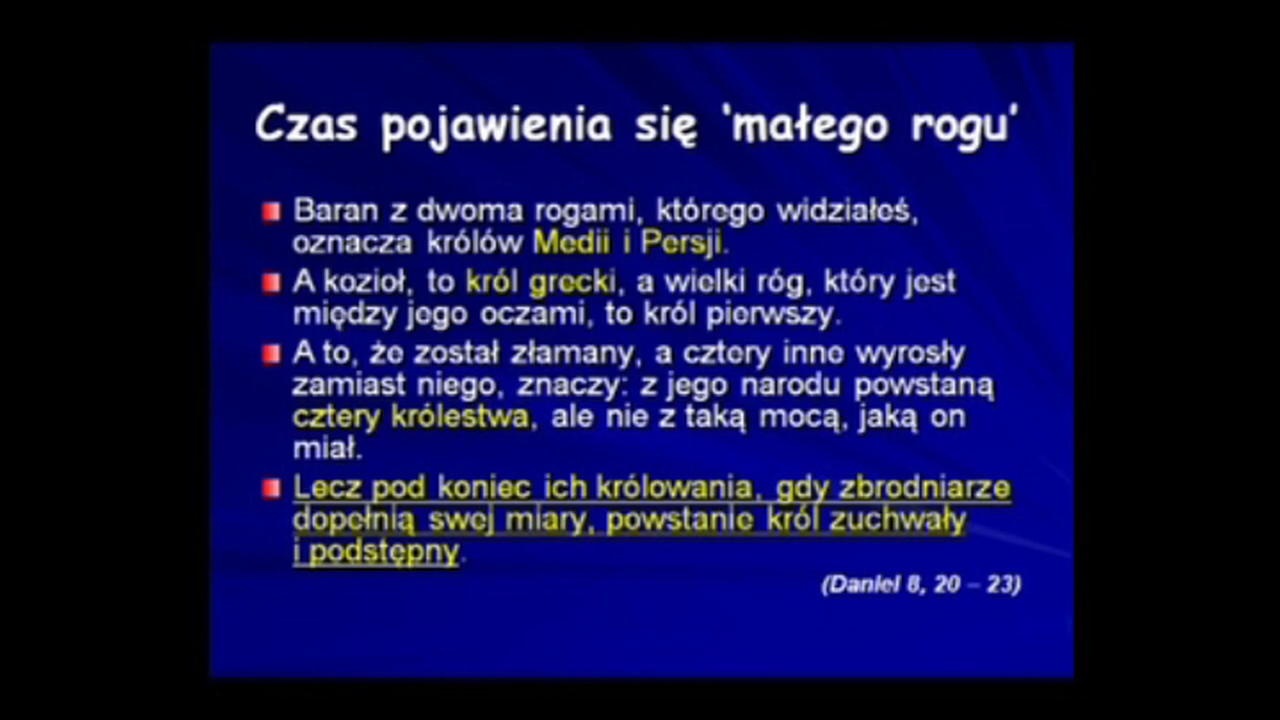 Czas pojawienia się 'małego rogu'
Baran z dwoma rogami, którego widziałeś,
oznacza królów Medii i Persji.
A kozioł, to król grecki, a wielki róg, który jest
między jego oczami, to król pierwszy.
A to, że został złamany, a cztery inne wyrosły
zamiast niego, znaczy: z jego narodu powstaną
cztery królestwa, ale nie z taką mocą, jaką on
miał.
Lecz pod koniec ich królowania, gdy zbrodniarze
dopełnią swej miary, powstanie król zuchwały
i podstępny.
(Daniel 8, 20 – 23)